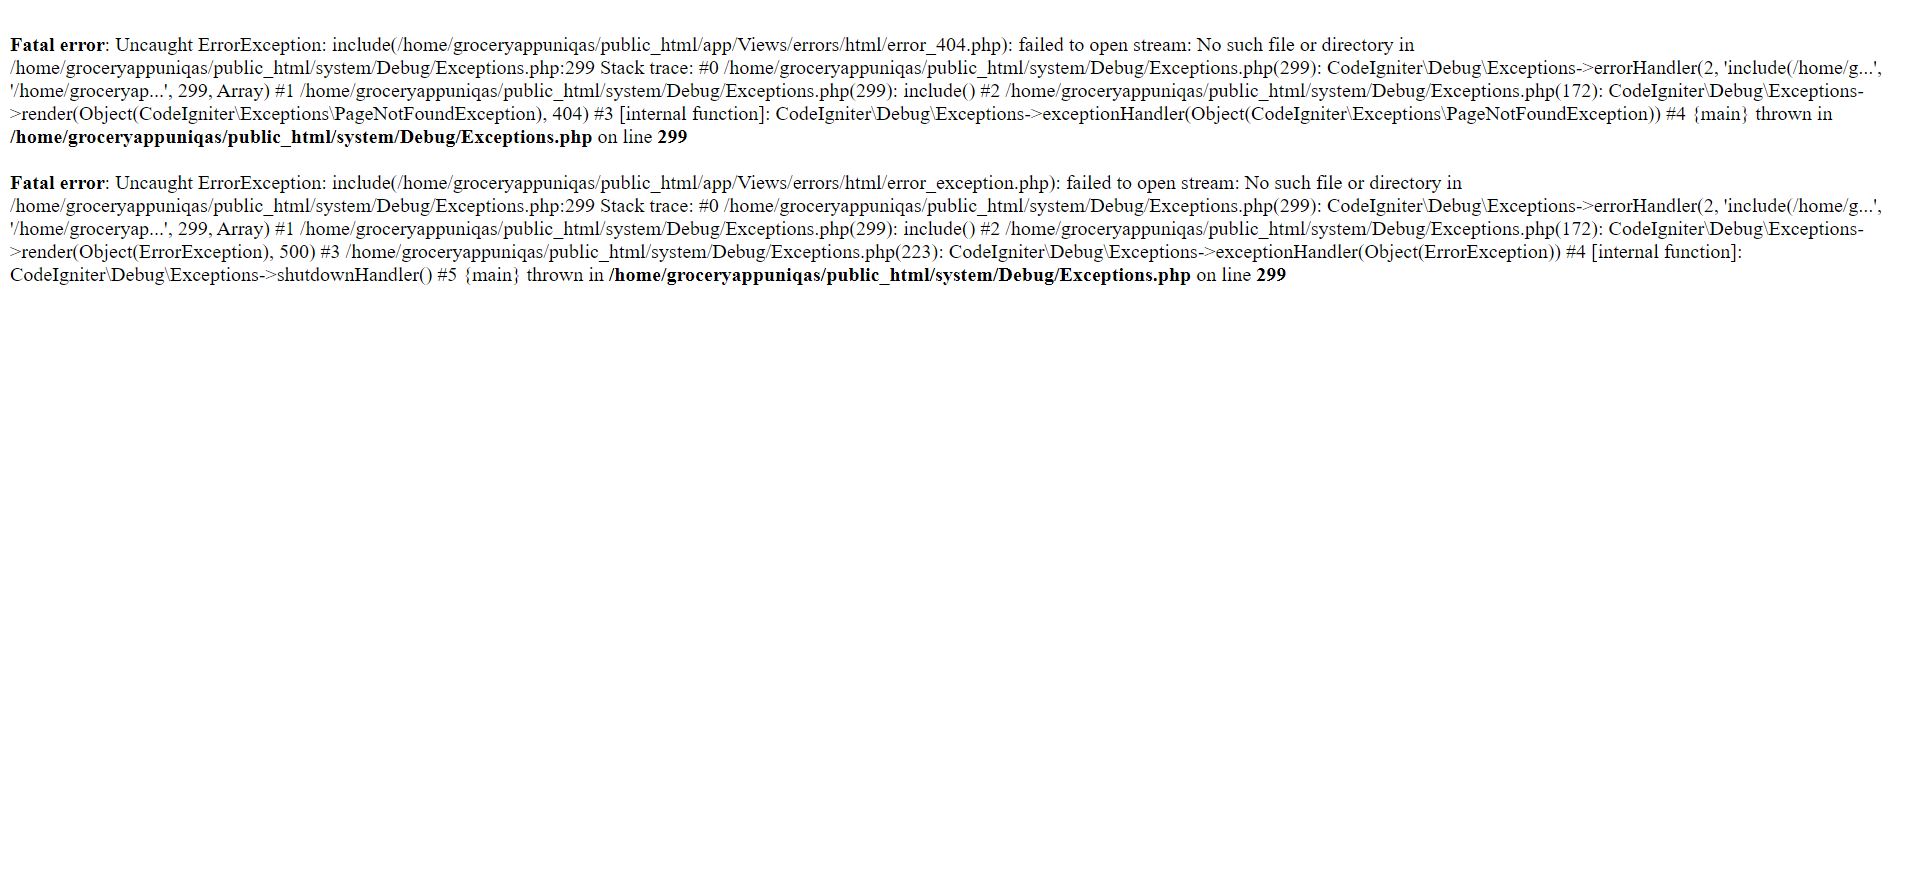 Fatal error: Uncaught ErrorException: include(/home/groceryappuniqas/public_html/app/Views/errors/html/error_404.php): failed to open stream: No such file or directory in
/home/groceryappuniqas/public_html/system/Debug/Exceptions.php:299 Stack trace: #0 /home/groceryappuniqas/public_html/system/Debug/Exceptions.php(299): CodeIgniter\Debug\Exceptions->errorHandler(2, 'include(/home/g...',
'/home/groceryap...', 299, Array) #1 /home/groceryappuniqas/public_html/system/Debug/Exceptions.php(299): include() #2 /home/groceryappuniqas/public_html/system/Debug/Exceptions.php(172): CodeIgniter\Debug\Exceptions-
>render(Object(CodeIgniter\Exceptions\PageNotFoundException), 404) #3 [internal function]: CodeIgniter\Debug\Exceptions->exceptionHandler(Object(CodeIgniter\Exceptions\PageNotFoundException)) #4 {main} thrown in
/home/groceryappuniqas/public_html/system/Debug/Exceptions.php on line 299
Fatal error: Uncaught ErrorException: include(/home/groceryappuniqas/public_html/app/Views/errors/html/error_exception.php): failed to open stream: No such file or directory in
/home/groceryappuniqas/public_html/system/Debug/Exceptions.php:299 Stack trace: #0 /home/groceryappuniqas/public_html/system/Debug/Exceptions.php(299): CodeIgniter\Debug\Exceptions->errorHandler(2, 'include(/home/g...',
'/home/groceryap...', 299, Array) #1 /home/groceryappuniqas/public_html/system/Debug/Exceptions.php(299): include() #2 /home/groceryappuniqas/public_html/system/Debug/Exceptions.php(172): CodeIgniter\Debug\Exceptions-
>render(Object(ErrorException), 500) #3 /home/groceryappuniqas/public_html/system/Debug/Exceptions.php(223): CodeIgniter\Debug\Exceptions->exceptionHandler(Object(ErrorException)) #4 [internal function]:
CodeIgniter\Debug\Exceptions->shutdownHandler() #5 {main} thrown in /home/groceryappuniqas/public_html/system/Debug/Exceptions.php on line 299